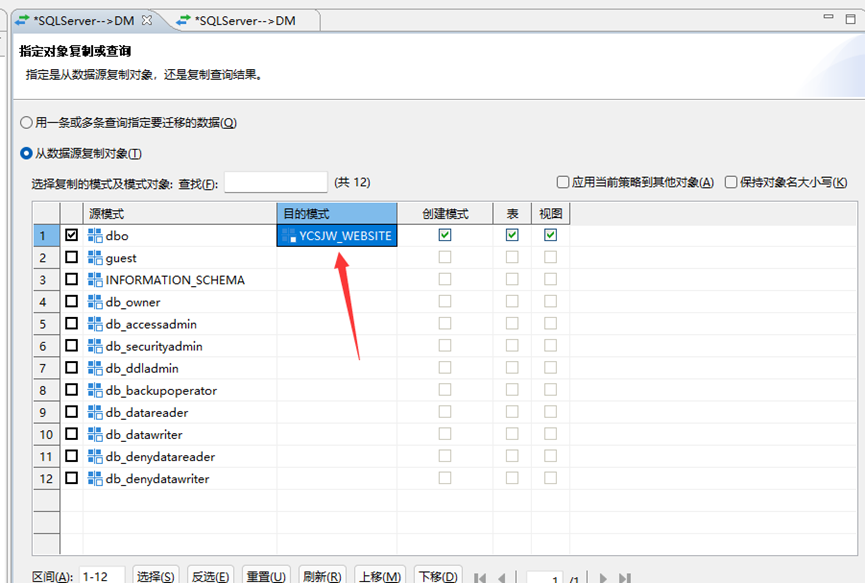 *SQLServer-->DM *SQLServer-->DM
指定对象复制或查询
指定是从数据源复制对象，还是复制查询结果。
用一条或多条查询指定要迁移的数据(Q)
从数据源复制对象(T)
选择复制的模式及模式对象: 查找(F): (共 12) 应用当前策略到其他对象(A) 保持对象名大小写(K)
源模式 目的模式 创建模式 表 视图
1 dbo YCSJW_WEBSITE
2 guest
3 INFORMATION_SCHEMA
4 db_owner
5 db_accessadmin
6 db_securityadmin
7 db_ddladmin
8 db_backupoperator
9 db_datareader
10 db_datawriter
11 db_denydatareader
12 db_denydatawriter
区间(A): 1-12 选择(S) 反选(E) 重置(U) 刷新(R) 上移(M) 下移(D) 1 /1